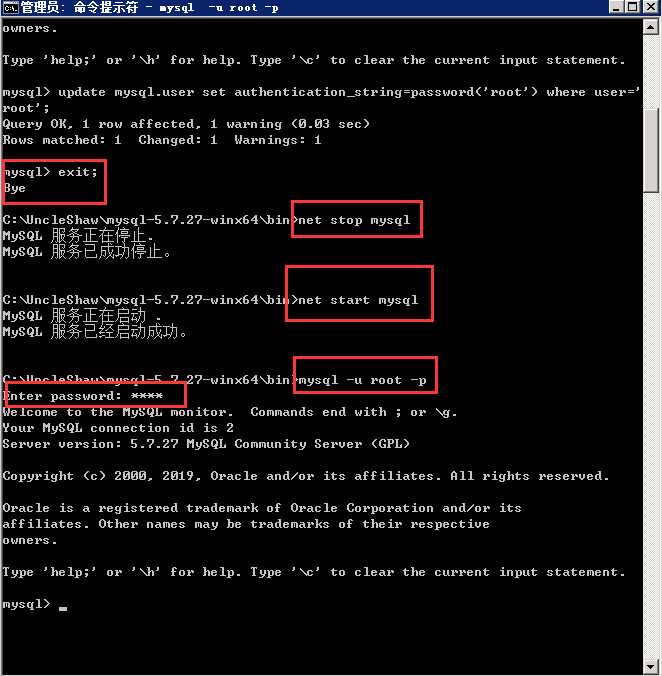 管理员: 命令提示符 - mysql  -u root -p
owners.
Type 'help;' or '\h' for help. Type '\c' to clear the current input statement.
mysql> update mysql.user set authentication_string=password('root') where user='
root';
Query OK, 1 row affected, 1 warning (0.03 sec)
Rows matched: 1  Changed: 1  Warnings: 1
mysql> exit;
Bye
C:\UncleShaw\mysql-5.7.27-winx64\bin>net stop mysql
MySQL 服务正在停止.
MySQL 服务已成功停止。
C:\UncleShaw\mysql-5.7.27-winx64\bin>net start mysql
MySQL 服务正在启动 .
MySQL 服务已经启动成功。
C:\UncleShaw\mysql-5.7.27-winx64\bin>mysql -u root -p
Enter password: ****
Welcome to the MySQL monitor.  Commands end with ; or \g.
Your MySQL connection id is 2
Server version: 5.7.27 MySQL Community Server (GPL)
Copyright (c) 2000, 2019, Oracle and/or its affiliates. All rights reserved.
Oracle is a registered trademark of Oracle Corporation and/or its
affiliates. Other names may be trademarks of their respective
owners.
Type 'help;' or '\h' for help. Type '\c' to clear the current input statement.
mysql> _